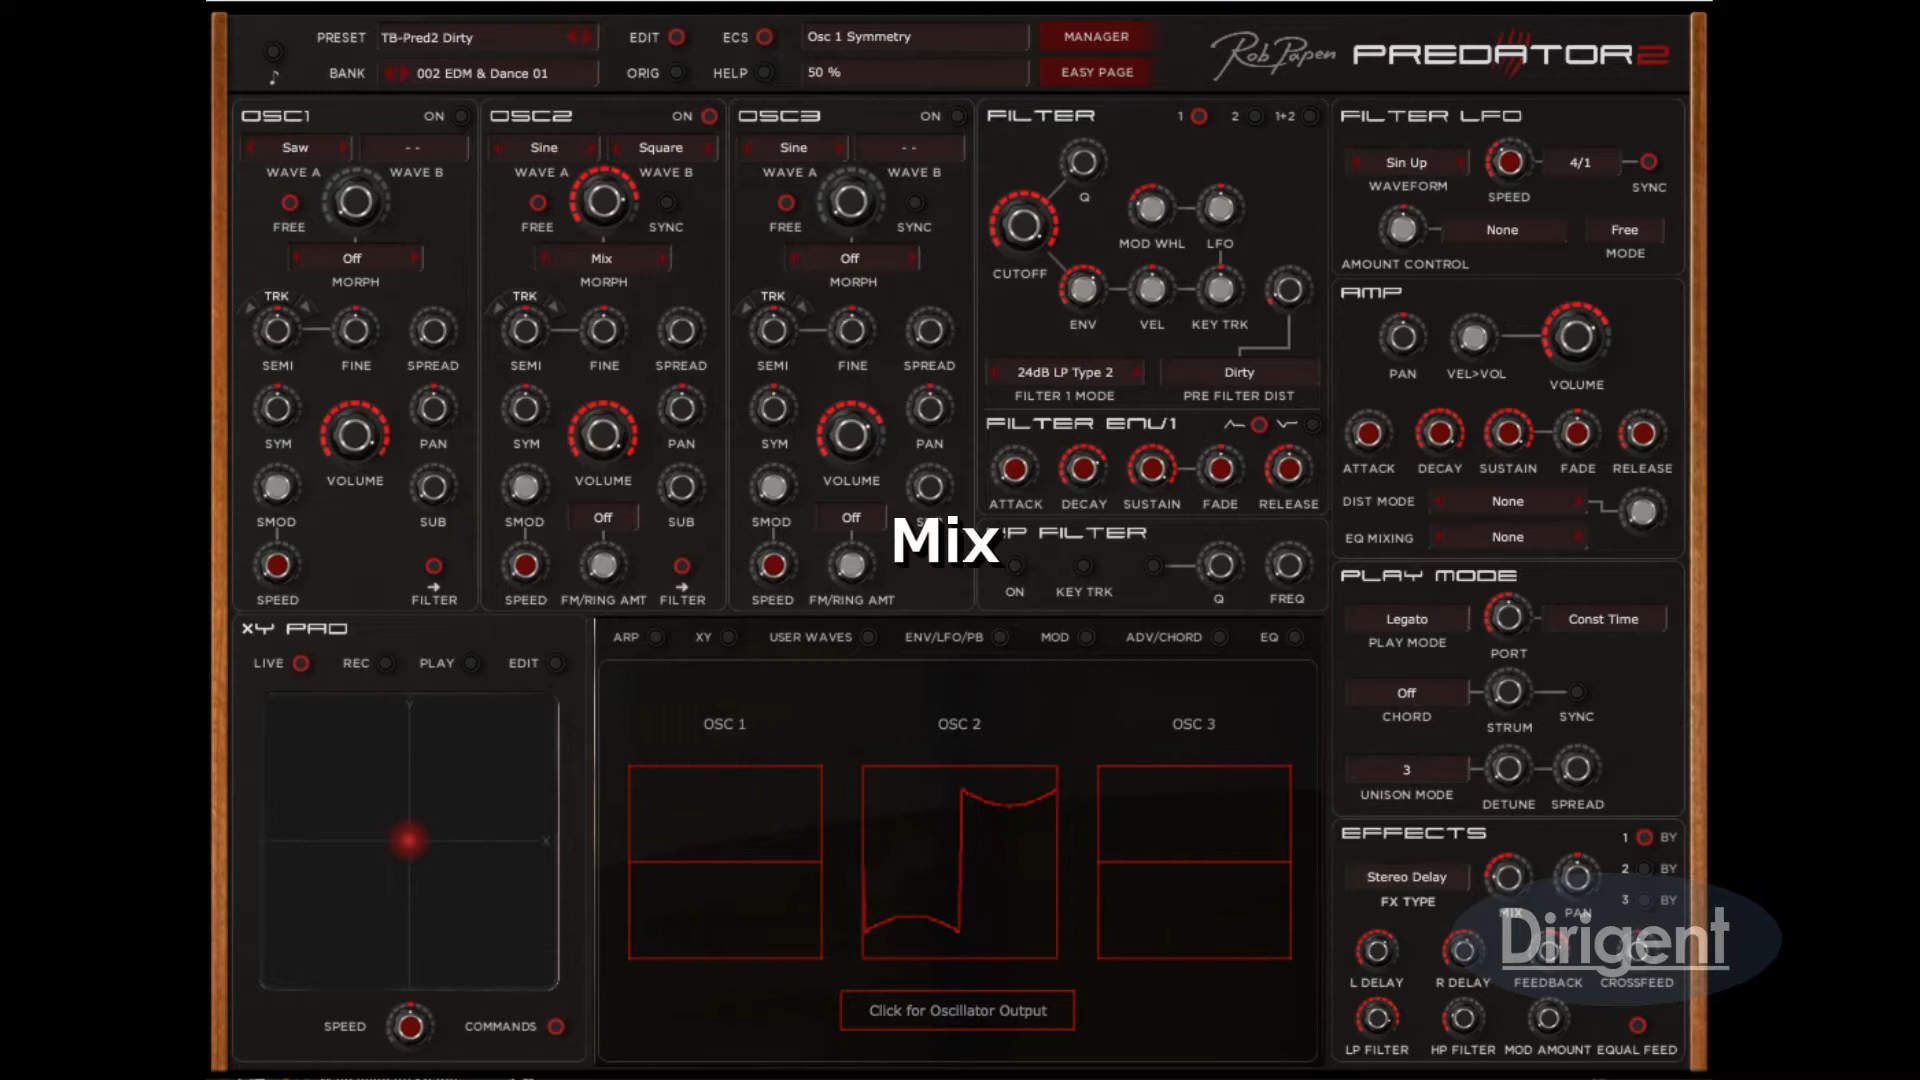 PRESET TB-Pred2 Dirty EDIT ECS Osc 1 Symmetry MANAGER
BANK 002 EDM & Dance 01 ORIG HELP 50 % EASY PAGE
Rob Papen PREDATOR2
OSC1 ON
Saw - -
WAVE A WAVE B
FREE
Off
MORPH
TRK
SEMI FINE SPREAD
SYM PAN
VOLUME
SMOD SUB
SPEED FILTER
OSC2 ON
Sine Square
WAVE A WAVE B
FREE SYNC
Mix
MORPH
TRK
SEMI FINE SPREAD
SYM PAN
VOLUME
Off
SMOD SUB
SPEED FM/RING AMT FILTER
OSC3 ON
Sine - -
WAVE A WAVE B
FREE SYNC
Off
MORPH
TRK
SEMI FINE SPREAD
SYM PAN
VOLUME
Off
SMOD
SPEED FM/RING AMT
Mix
FILTER 1 2 1+2
Q
MOD WHL LFO
CUTOFF
ENV VEL KEY TRK
24dB LP Type 2 Dirty
FILTER 1 MODE PRE FILTER DIST
FILTER ENV1
ATTACK DECAY SUSTAIN FADE RELEASE
FILTER
ON KEY TRK Q FREQ
FILTER LFO
Sin Up 4/1
WAVEFORM SPEED SYNC
None Free
AMOUNT CONTROL MODE
AMP
PAN VEL>VOL VOLUME
ATTACK DECAY SUSTAIN FADE RELEASE
DIST MODE None
EQ MIXING None
PLAY MODE
Legato Const Time
PLAY MODE PORT
Off
CHORD STRUM SYNC
3
UNISON MODE DETUNE SPREAD
EFFECTS 1 BY
Stereo Delay 2 BY
FX TYPE MIX PAN 3 BY
Dirigent
L DELAY R DELAY FEEDBACK CROSSFEED
LP FILTER HP FILTER MOD AMOUNT EQUAL FEED
XY PAD
LIVE REC PLAY EDIT
Y
X
SPEED COMMANDS
ARP XY USER WAVES ENV/LFO/PB MOD ADV/CHORD EQ
OSC 1 OSC 2 OSC 3
Click for Oscillator Output